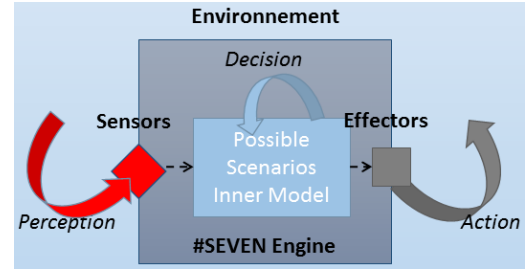 Environnement
Decision
Sensors
Effectors
Possible
Scenarios
Inner Model
Perception
Action
#SEVEN Engine